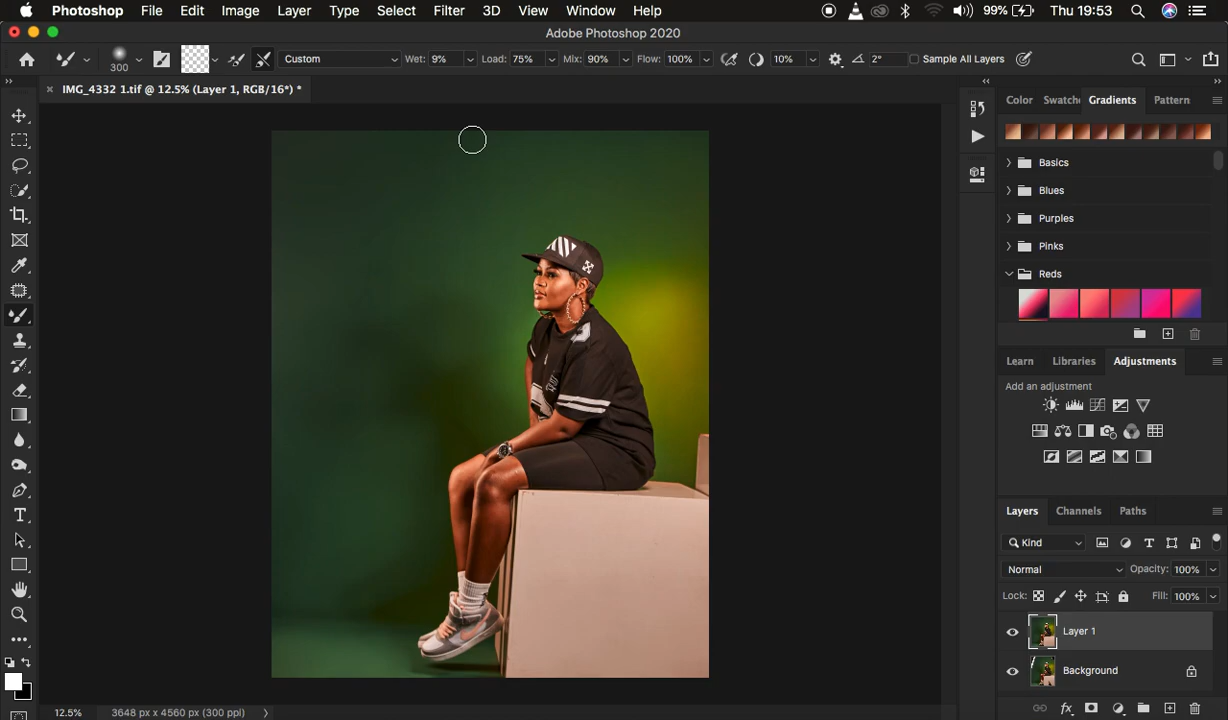 Photoshop File Edit Image Layer Type Select Filter 3D View Window Help 99% Thu 19:53
Adobe Photoshop 2020
300 Custom Wet: 9% Load: 75% Mix: 90% Flow: 100% 10% 2° Sample All Layers
IMG_4332 1.tif @ 12.5% (Layer 1, RGB/16*) *
Color Swatche Gradients Pattern
Basics
Blues
Purples
Pinks
Reds
Learn Libraries Adjustments
Add an adjustment
Layers Channels Paths
Kind
Normal Opacity: 100%
Lock: Fill: 100%
Layer 1
Background
12.5% 3648 px x 4560 px (300 ppi)